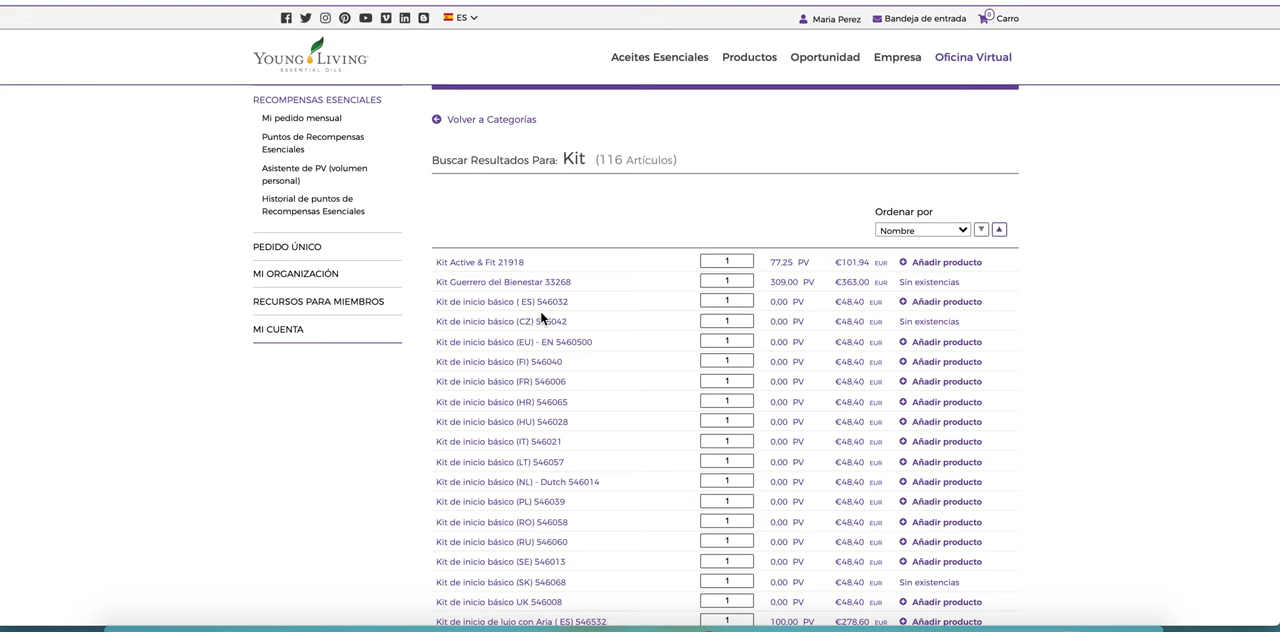 ES
Maria Perez
Bandeja de entrada
0
Carro
YOUNG LIVING
ESSENTIAL OILS
Aceites Esenciales
Productos
Oportunidad
Empresa
Oficina Virtual
RECOMPENSAS ESENCIALES
Mi pedido mensual
Puntos de Recompensas
Esenciales
Asistente de PV (volumen
personal)
Historial de puntos de
Recompensas Esenciales
PEDIDO ÚNICO
MI ORGANIZACIÓN
RECURSOS PARA MIEMBROS
MI CUENTA
Volver a Categorías
Buscar Resultados Para: Kit (116 Artículos)
Ordenar por
Nombre
Kit Active & Fit 21918 1 77,25 PV €101,94 EUR Añadir producto
Kit Guerrero del Bienestar 33268 1 309,00 PV €363,00 EUR Sin existencias
Kit de inicio básico ( ES) 546032 1 0,00 PV €48,40 EUR Añadir producto
Kit de inicio básico (CZ) 1 0,00 PV €48,40 EUR Sin existencias
Kit de inicio básico (EU) - EN 5460500 1 0,00 PV €48,40 EUR Añadir producto
Kit de inicio básico (FI) 546040 1 0,00 PV €48,40 EUR Añadir producto
Kit de inicio básico (FR) 546006 1 0,00 PV €48,40 EUR Añadir producto
Kit de inicio básico (HR) 546065 1 0,00 PV €48,40 EUR Añadir producto
Kit de inicio básico (HU) 546028 1 0,00 PV €48,40 EUR Añadir producto
Kit de inicio básico (IT) 546021 1 0,00 PV €48,40 EUR Añadir producto
Kit de inicio básico (LT) 546057 1 0,00 PV €48,40 EUR Añadir producto
Kit de inicio básico (NL) - Dutch 546014 1 0,00 PV €48,40 EUR Añadir producto
Kit de inicio básico (PL) 546039 1 0,00 PV €48,40 EUR Añadir producto
Kit de inicio básico (RO) 546058 1 0,00 PV €48,40 EUR Añadir producto
Kit de inicio básico (RU) 546060 1 0,00 PV €48,40 EUR Añadir producto
Kit de inicio básico (SE) 546013 1 0,00 PV €48,40 EUR Añadir producto
Kit de inicio básico (SK) 546068 1 0,00 PV €48,40 EUR Sin existencias
Kit de inicio básico UK 546008 1 0,00 PV €48,40 EUR Añadir producto
Kit de inicio de lujo con Aria ( ES) 546532 1 100,00 PV €278,60 EUR Añadir producto